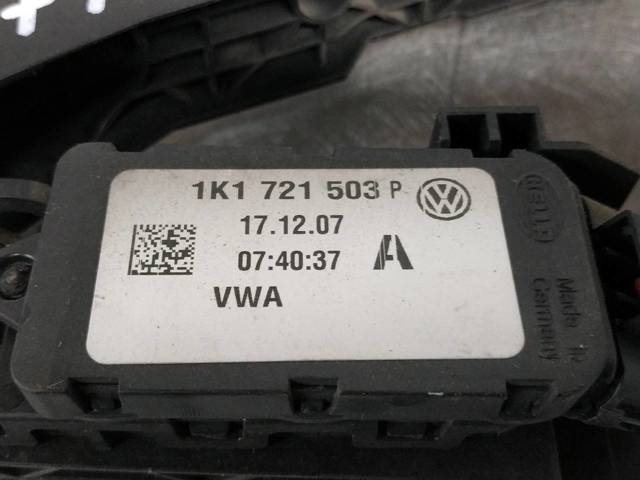 1K1 721 503 P
17.12.07
07:40:37 A
VWA
HELLA
Made in
Germany